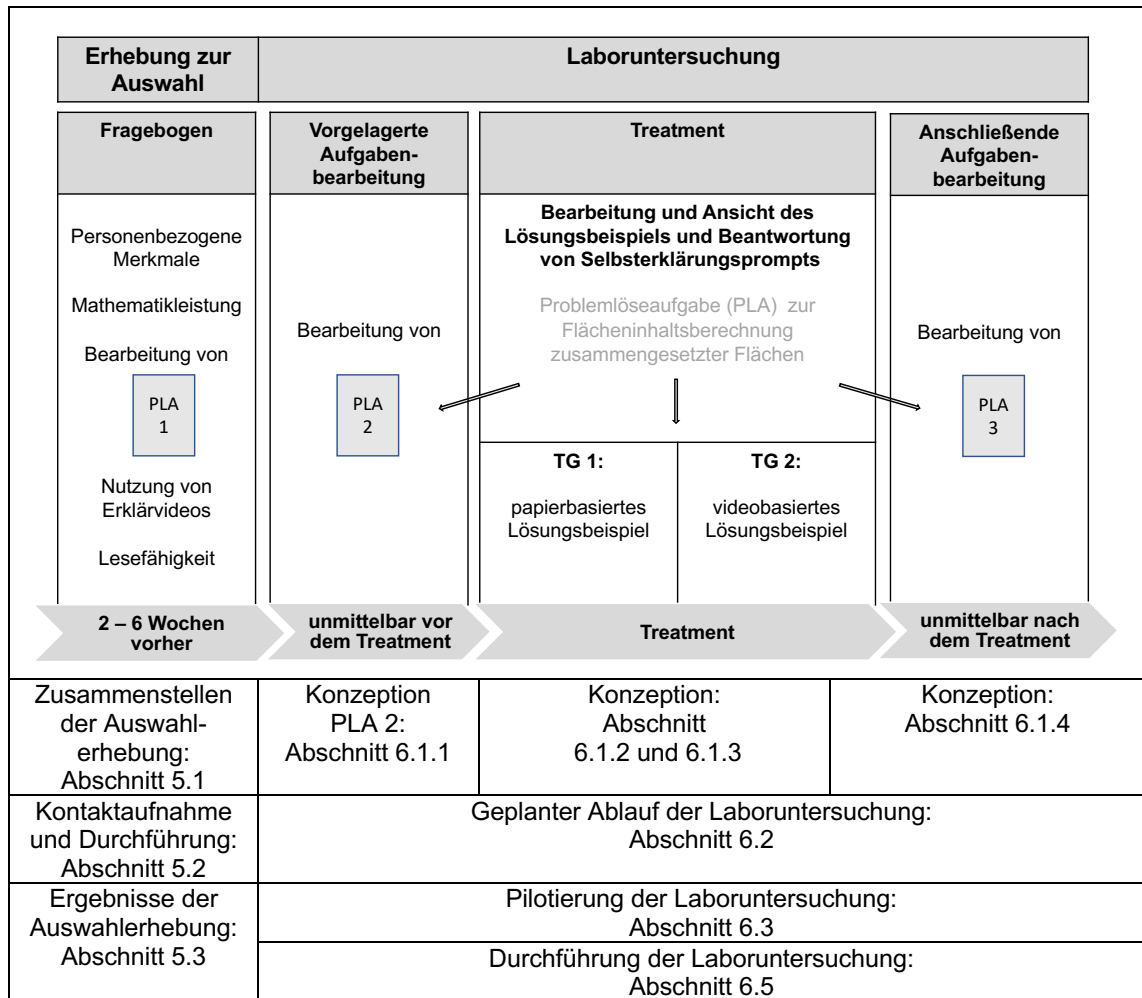 Erhebung zur
Auswahl
Laboruntersuchung
Fragebogen
Vorgelagerte
Aufgaben-
bearbeitung
Treatment
Anschließende
Aufgaben-
bearbeitung
Personenbezogene
Merkmale
Mathematikleistung
Bearbeitung von
PLA
1
Nutzung von
Erklärvideos
Lesefähigkeit
Bearbeitung von
PLA
2
Bearbeitung und Ansicht des
Lösungsbeispiels und Beantwortung
von Selbsterklärungsprompts
Problemlöseaufgabe (PLA) zur
Flächeninhaltsberechnung
zusammengesetzter Flächen
TG 1:
papierbasiertes
Lösungsbeispiel
TG 2:
videobasiertes
Lösungsbeispiel
Bearbeitung von
PLA
3
2 – 6 Wochen
vorher
unmittelbar vor
dem Treatment
Treatment
unmittelbar nach
dem Treatment
Zusammenstellen
der Auswahl-
erhebung:
Abschnitt 5.1
Konzeption
PLA 2:
Abschnitt 6.1.1
Konzeption:
Abschnitt
6.1.2 und 6.1.3
Konzeption:
Abschnitt 6.1.4
Kontaktaufnahme
und Durchführung:
Abschnitt 5.2
Geplanter Ablauf der Laboruntersuchung:
Abschnitt 6.2
Ergebnisse der
Auswahlerhebung:
Abschnitt 5.3
Pilotierung der Laboruntersuchung:
Abschnitt 6.3
Durchführung der Laboruntersuchung:
Abschnitt 6.5